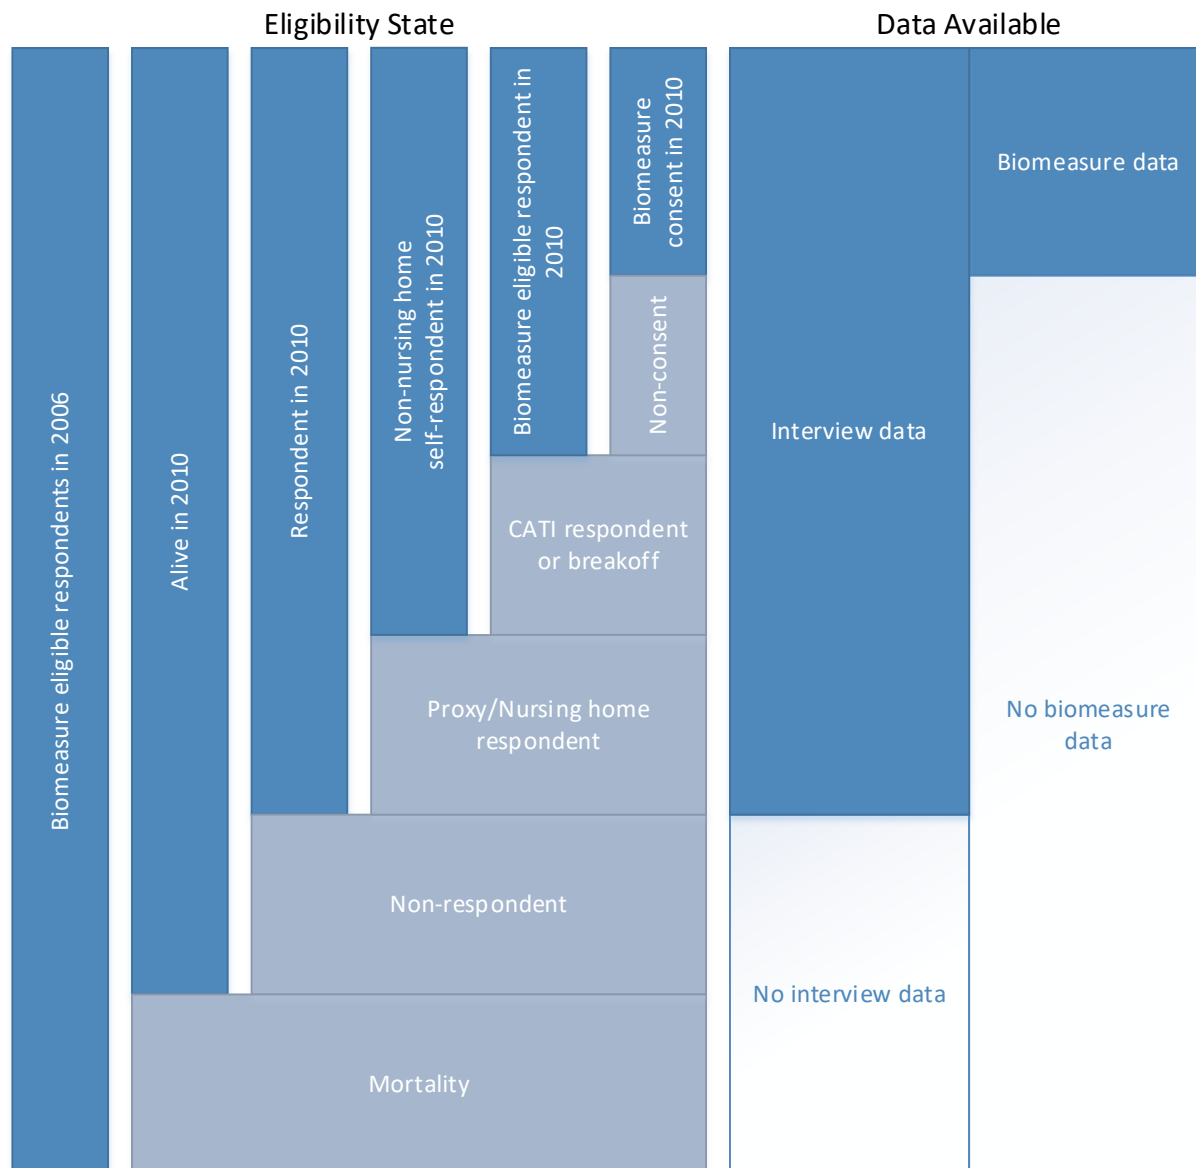 Eligibility State
Data Available
Biomeasure eligible respondents in 2006
Alive in 2010
Respondent in 2010
Non-nursing home
self-respondent in 2010
Biomeasure eligible respondent in
2010
Biomeasure
consent in 2010
Non-consent
CATI respondent
or breakoff
Proxy/Nursing home
respondent
Non-respondent
Mortality
Interview data
No interview data
Biomeasure data
No biomeasure
data